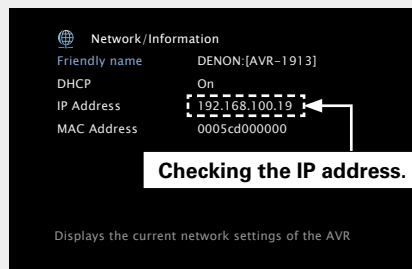 Network/Information
Friendly name DENON:[AVR-1913]
DHCP On
IP Address 192.168.100.19
MAC Address 0005cd000000
Checking the IP address.
Displays the current network settings of the AVR